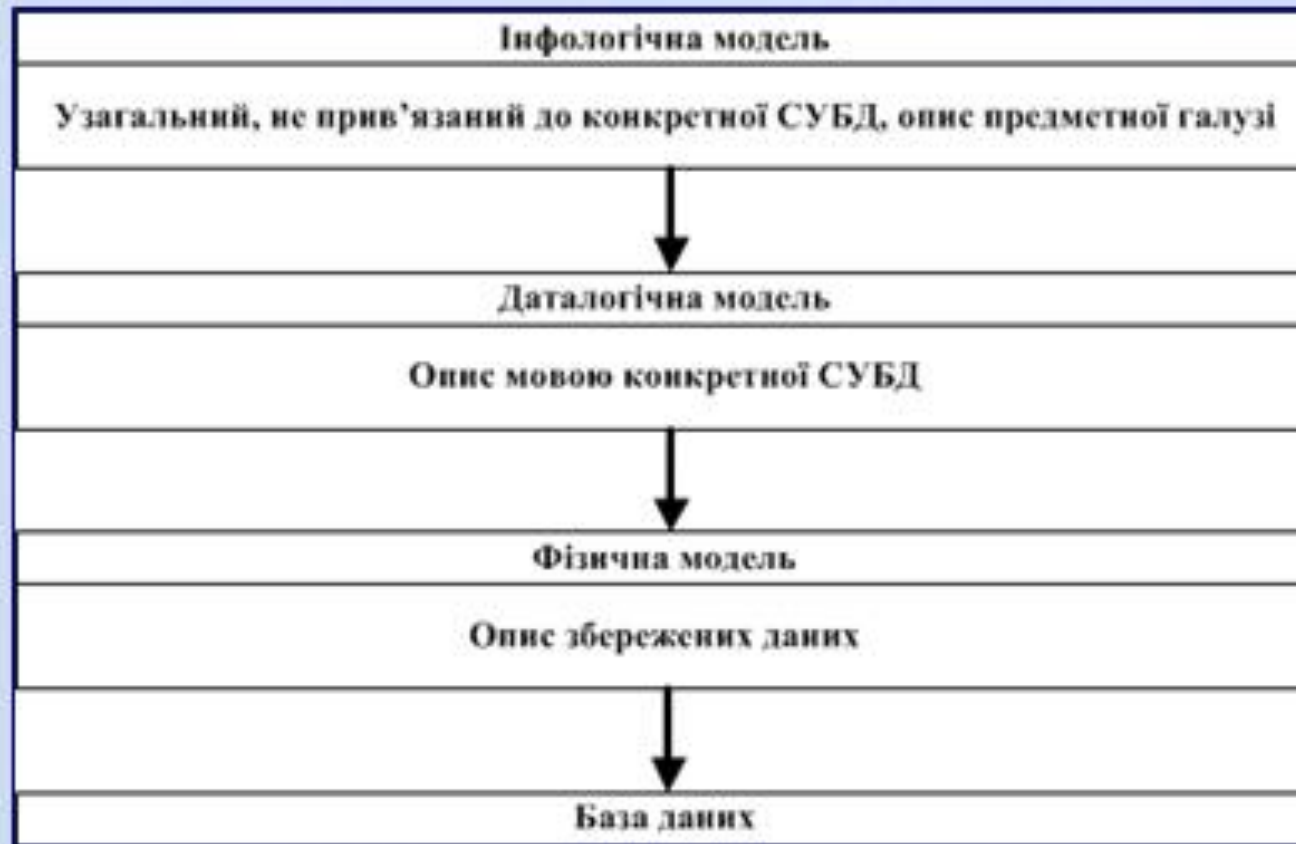 Інфологічна модель
Узагальний, не прив’язаний до конкретної СУБД, опис предметної галузі
Даталогічна модель
Опис мовою конкретної СУБД
Фізична модель
Опис збережених даних
База даних